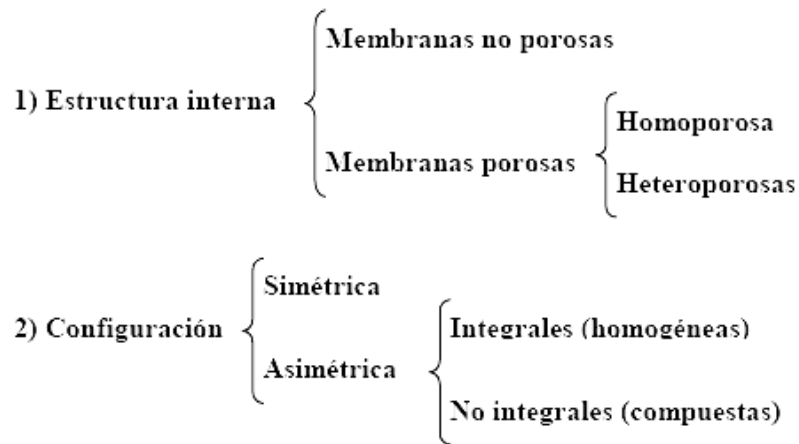 Membranas no porosas
1) Estructura interna
Homoporosa
Membranas porosas
Heteroporosas
Simétrica
2) Configuración
Integrales (homogéneas)
Asimétrica
No integrales (compuestas)